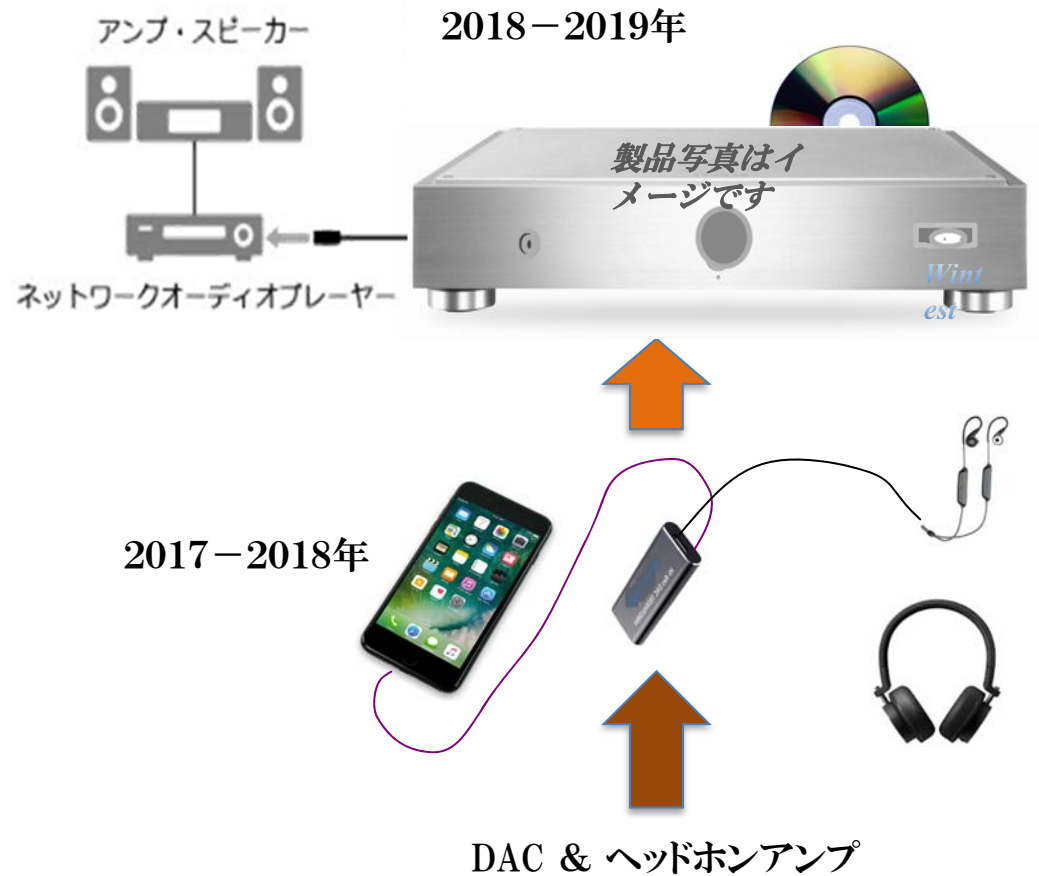 2018－2019年
アンプ・スピーカー
製品写真はイ
メージです
Wint
est
ネットワークオーディオプレーヤー
2017－2018年
DAC & ヘッドホンアンプ